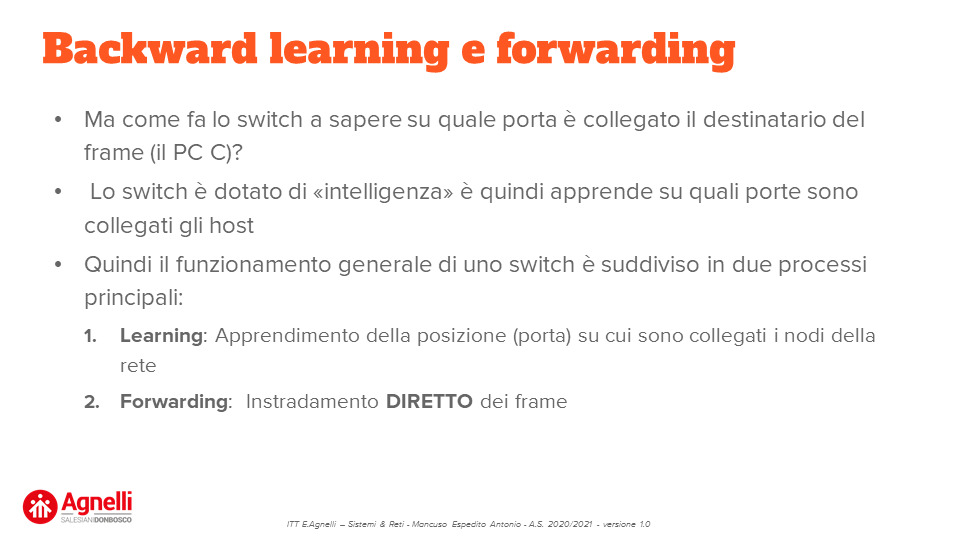 Backward learning e forwarding
• Ma come fa lo switch a sapere su quale porta è collegato il destinatario del
frame (il PC C)?
• Lo switch è dotato di «intelligenza» è quindi apprende su quali porte sono
collegati gli host
• Quindi il funzionamento generale di uno switch è suddiviso in due processi
principali:
1. Learning: Apprendimento della posizione (porta) su cui sono collegati i nodi della
rete
2. Forwarding: Instradamento DIRETTO dei frame
Agnelli
SALESIANIDONBOSCO
ITT E.Agnelli – Sistemi & Reti - Mancuso Espedito Antonio - A.S. 2020/2021 - versione 1.0